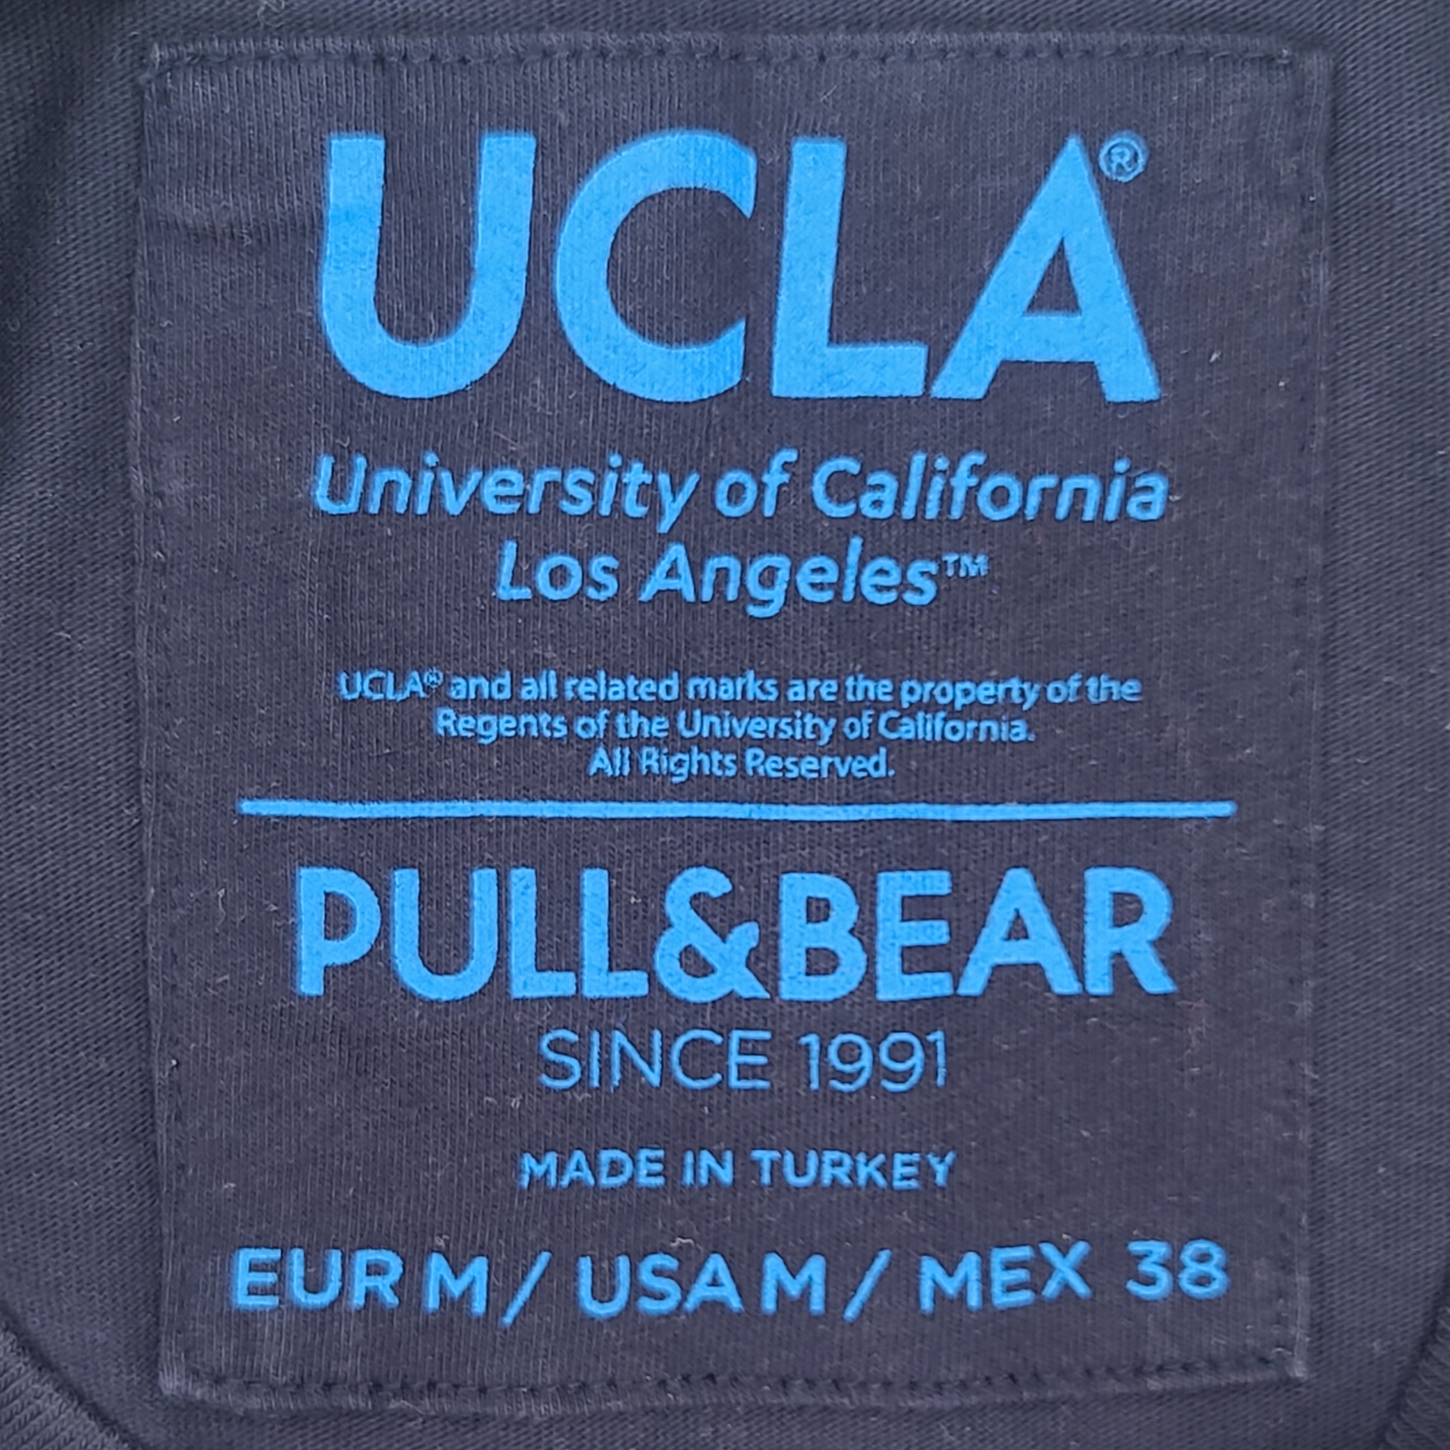 UCLA®
University of California
Los Angeles™
UCLA® and all related marks are the property of the
Regents of the University of California.
All Rights Reserved.
PULL&BEAR
SINCE 1991
MADE IN TURKEY
EUR M / USA M / MEX 38